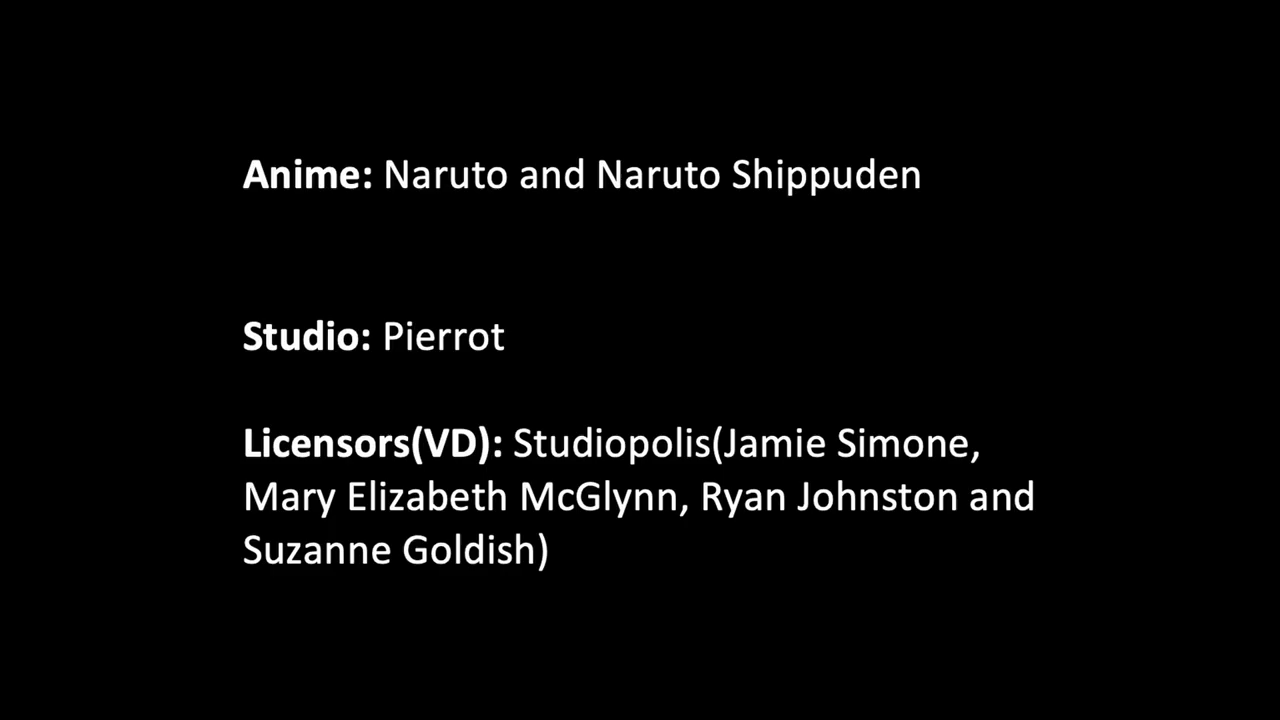 Anime: Naruto and Naruto Shippuden
Studio: Pierrot
Licensors(VD): Studiopolis(Jamie Simone,
Mary Elizabeth McGlynn, Ryan Johnston and
Suzanne Goldish)